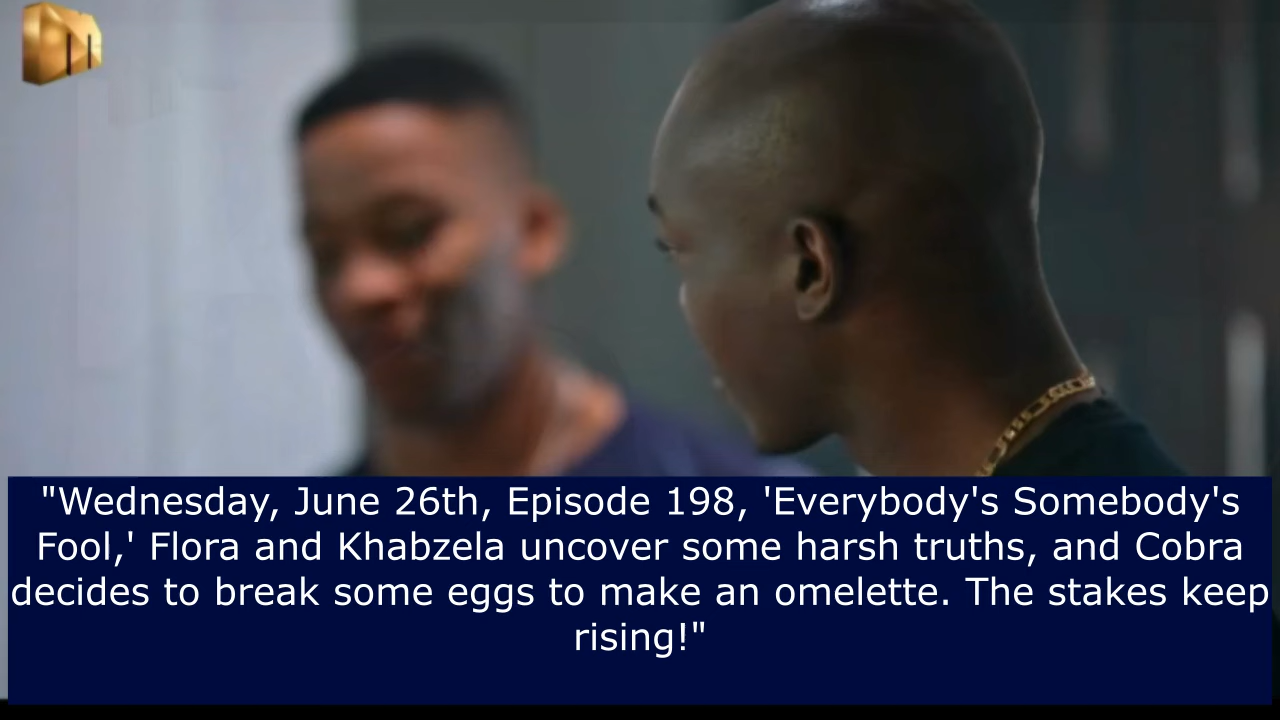 "Wednesday, June 26th, Episode 198, 'Everybody's Somebody's
Fool,' Flora and Khabzela uncover some harsh truths, and Cobra
decides to break some eggs to make an omelette. The stakes keep
rising!"